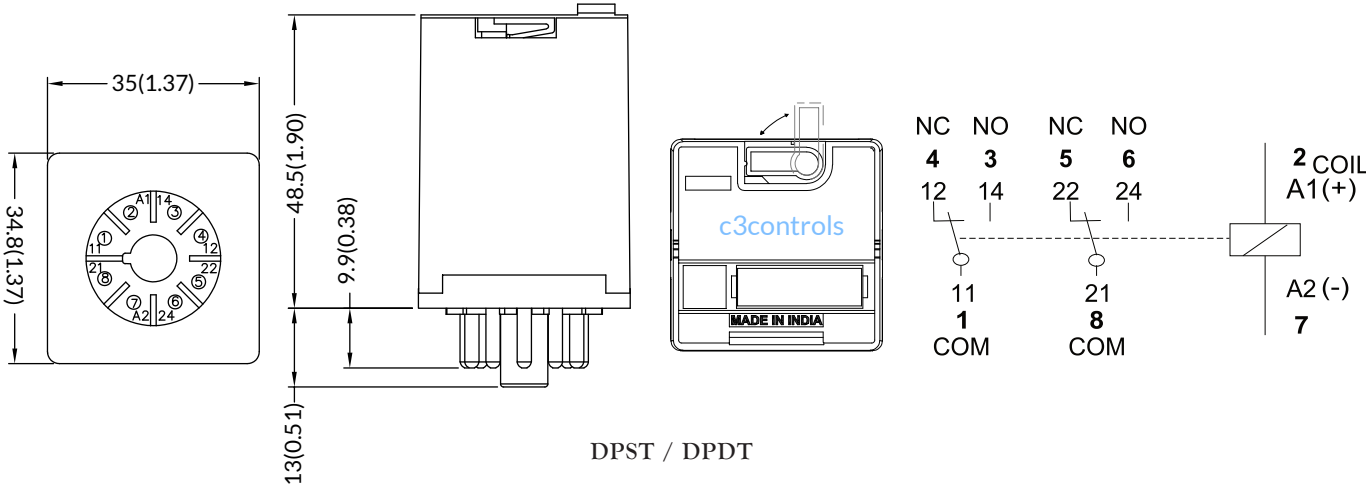 35(1.37)
34.8(1.37)
A1 14
2 3
1 4
11 12
21 22
8 5
7 6
A2 24
48.5(1.90)
9.9(0.38)
13(0.51)
c3controls
MADE IN INDIA
NC NO NC NO
4 3 5 6
12 14 22 24
2 COIL
A1(+)
11 21
1 8
COM COM
A2 (-)
7
DPST / DPDT